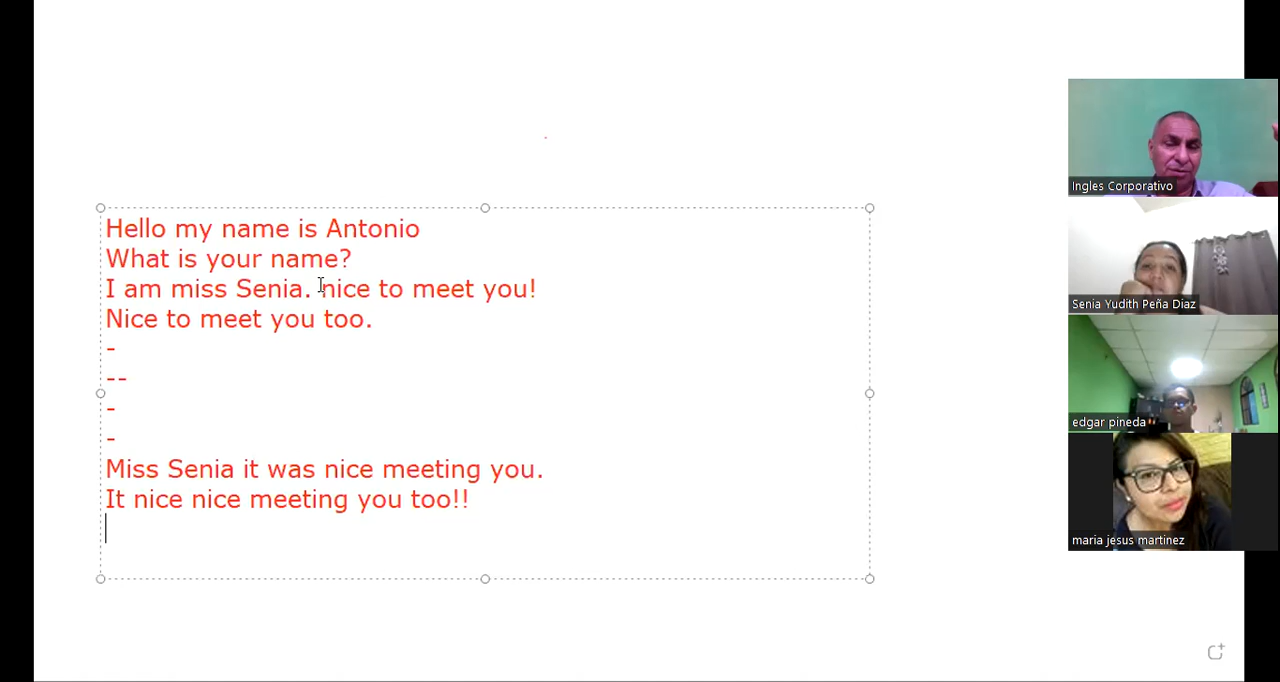 Hello my name is Antonio
What is your name?
I am miss Senia. nice to meet you!
Nice to meet you too.
-
--
-
-
Miss Senia it was nice meeting you.
It nice nice meeting you too!!
Ingles Corporativo
Senia Yudith Peña Diaz
edgar pineda
maria jesus martinez